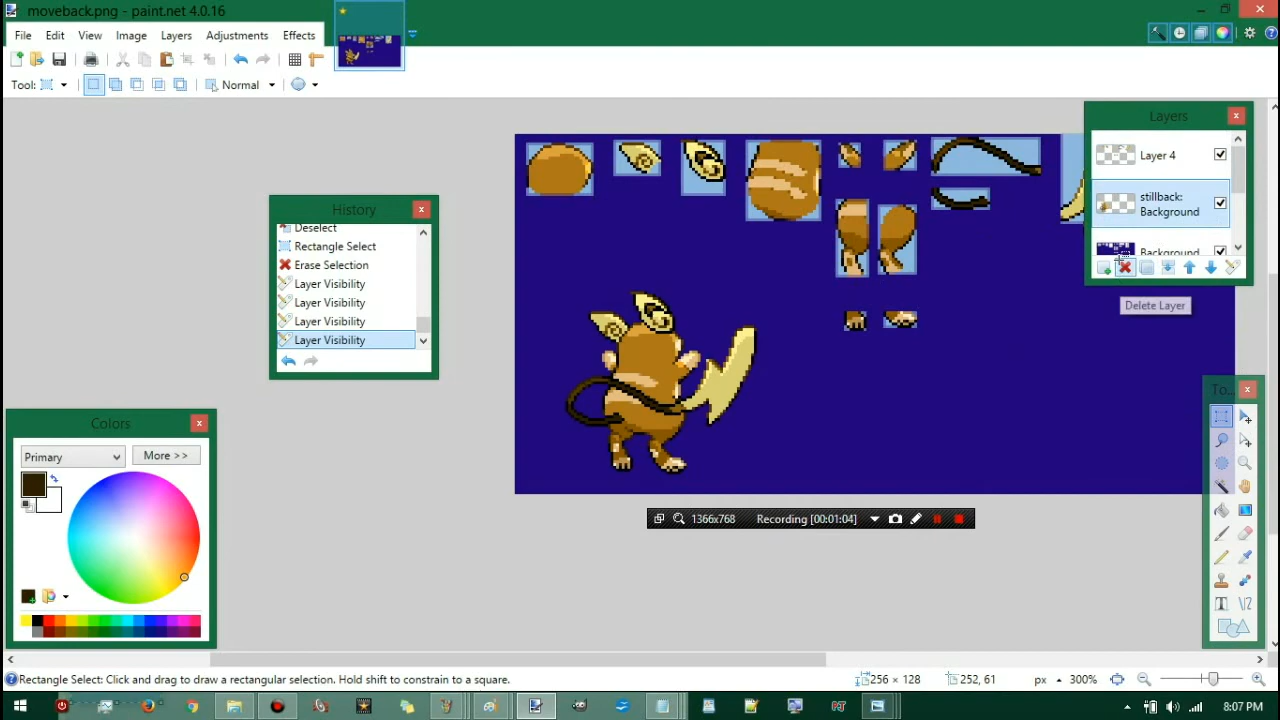 moveback.png - paint.net 4.0.16
File Edit View Image Layers Adjustments Effects
Tool: Normal
Layers
Layer 4
stillback: Background
Background
Delete Layer
History
Deselect
Rectangle Select
Erase Selection
Layer Visibility
Layer Visibility
Layer Visibility
Layer Visibility
To...
Colors
Primary More >>
1366x768 Recording [00:01:04]
Rectangle Select: Click and drag to draw a rectangular selection. Hold shift to constrain to a square. 256 × 128 252, 61 px 300%
8:07 PM